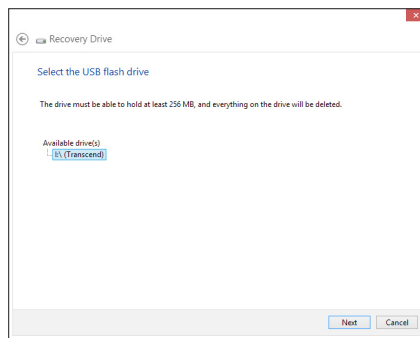 Recovery Drive
Select the USB flash drive
The drive must be able to hold at least 256 MB, and everything on the drive will be deleted.
Available drive(s)
I:\ (Transcend)
Next Cancel